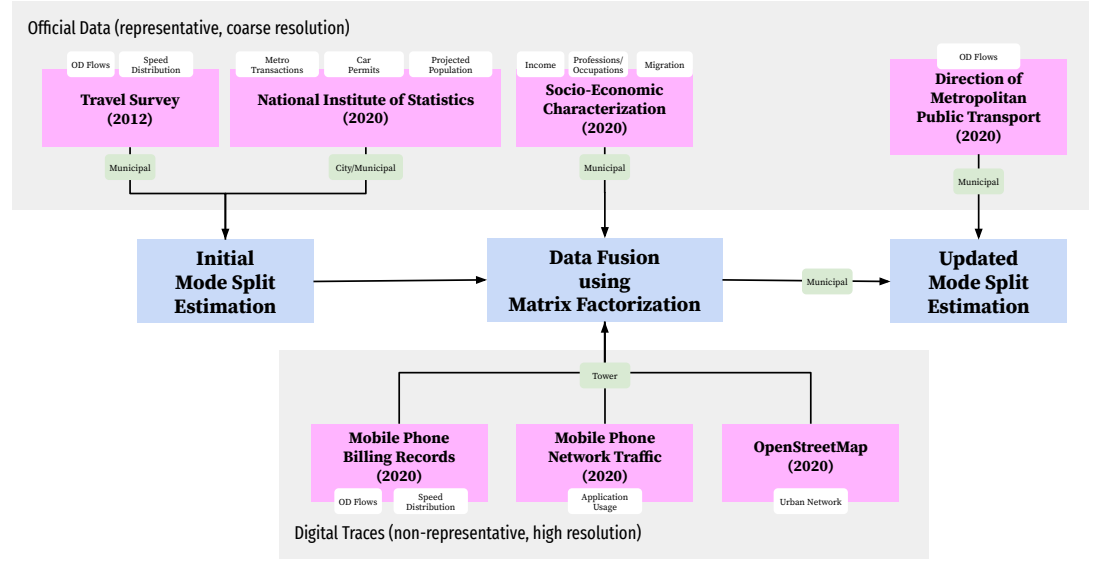 Official Data (representative, coarse resolution)
OD Flows
Speed
Distribution
Travel Survey
(2012)
Municipal
Metro
Transactions
Car
Permits
Projected
Population
National Institute of Statistics
(2020)
City/Municipal
Income
Professions/
Occupations
Migration
Socio-Economic
Characterization
(2020)
Municipal
OD Flows
Direction of
Metropolitan
Public Transport
(2020)
Municipal
Initial
Mode Split
Estimation
Data Fusion
using
Matrix Factorization
Municipal
Updated
Mode Split
Estimation
Tower
Mobile Phone
Billing Records
(2020)
OD Flows
Speed
Distribution
Mobile Phone
Network Traffic
(2020)
Application
Usage
OpenStreetMap
(2020)
Urban Network
Digital Traces (non-representative, high resolution)